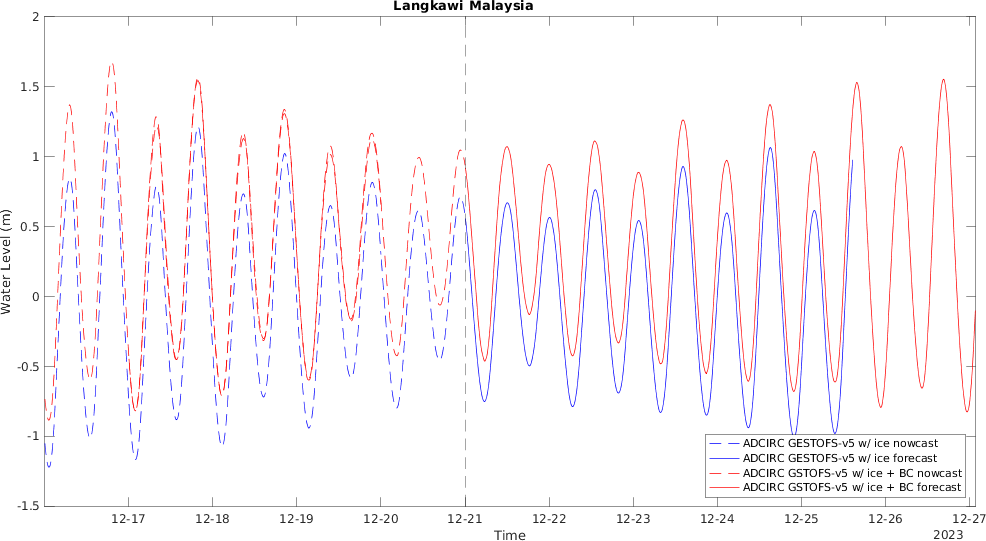 Langkawi Malaysia
Water Level (m)
2
1.5
1
0.5
0
-0.5
-1
-1.5
12-17 12-18 12-19 12-20 12-21 12-22 12-23 12-24 12-25 12-26 12-27
Time
2023
ADCIRC GESTOFS-v5 w/ ice nowcast
ADCIRC GESTOFS-v5 w/ ice forecast
ADCIRC GSTOFS-v5 w/ ice + BC nowcast
ADCIRC GSTOFS-v5 w/ ice + BC forecast